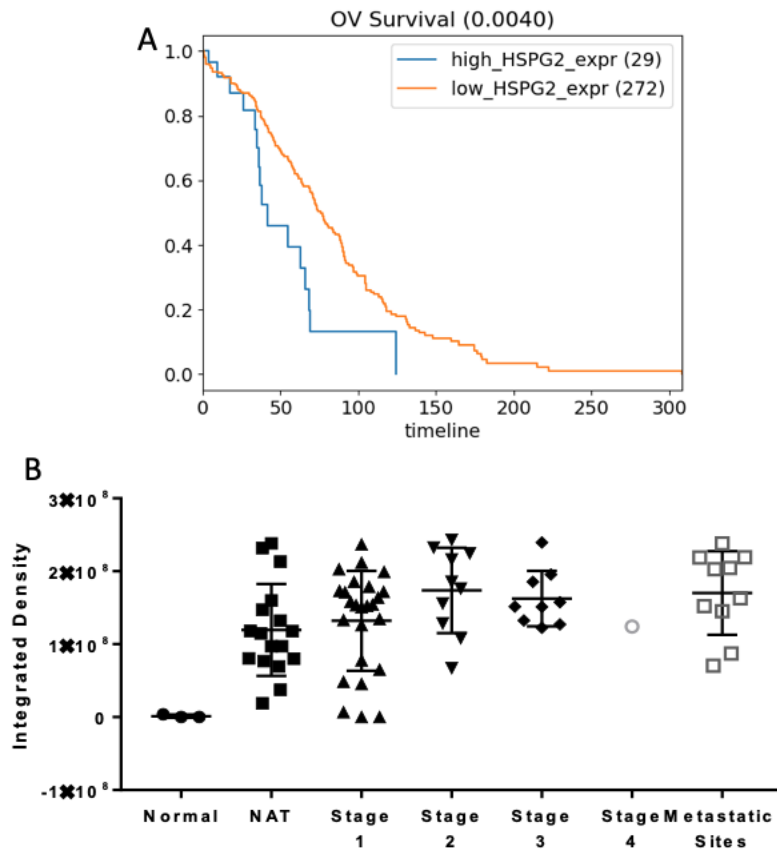 A
OV Survival (0.0040)
high_HSPG2_expr (29)
low_HSPG2_expr (272)
1.0
0.8
0.6
0.4
0.2
0.0
0 50 100 150 200 250 300
timeline
B
Integrated Density
3✖10 8
2✖10 8
1✖10 8
0
-1✖10 8
Normal NAT Stage 1 Stage 2 Stage 3 Stage 4 Metastatic Sites